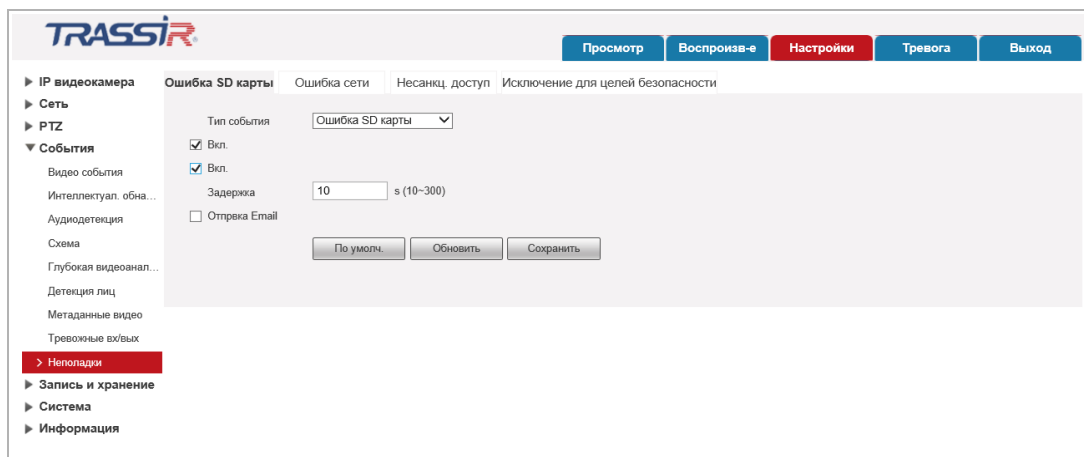 TRASSIR®
Просмотр Воспроизв-е Настройки Тревога Выход
IP видеокамера
Сеть
PTZ
События
Видео события
Интеллектуал. обна...
Аудиодетекция
Схема
Глубокая видеоанал...
Детекция лиц
Метаданные видео
Тревожные вх/вых
Неполадки
Запись и хранение
Система
Информация
Ошибка SD карты Ошибка сети Несанкц. доступ Исключение для целей безопасности
Тип события Ошибка SD карты
Вкл.
Вкл.
Задержка 10 s (10~300)
Отпрвка Email
По умолч. Обновить Сохранить